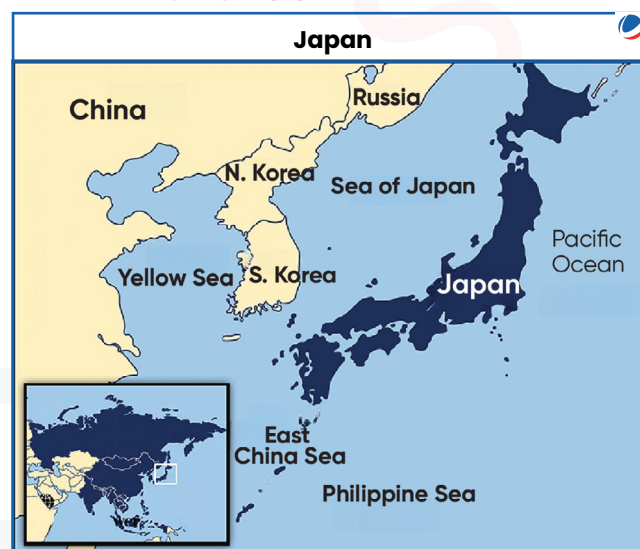 Japan
China
Russia
N. Korea
Sea of Japan
Pacific
Ocean
Yellow Sea
S. Korea
Japan
East
China Sea
Philippine Sea